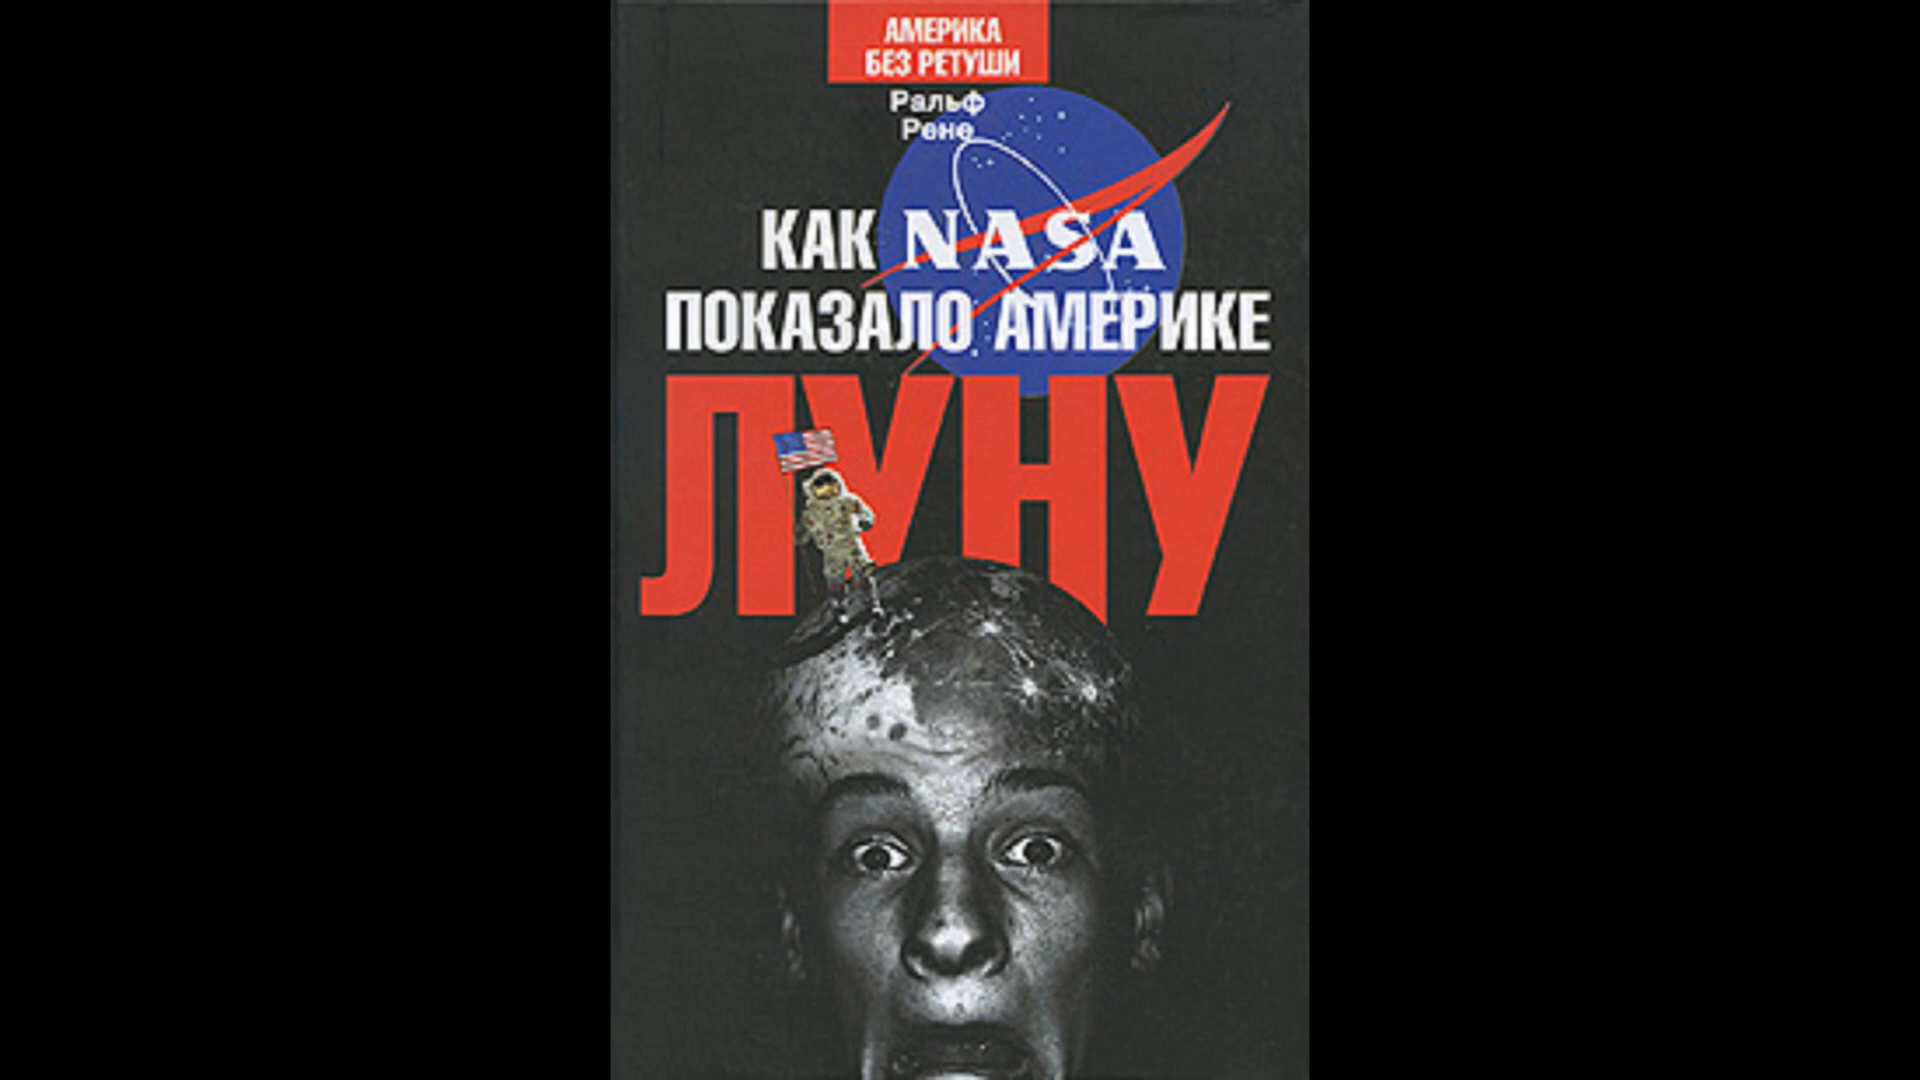 АМЕРИКА
БЕЗ РЕТУШИ
Ральф
Рене
КАК NASA
ПОКАЗАЛО АМЕРИКЕ
ЛУНУ